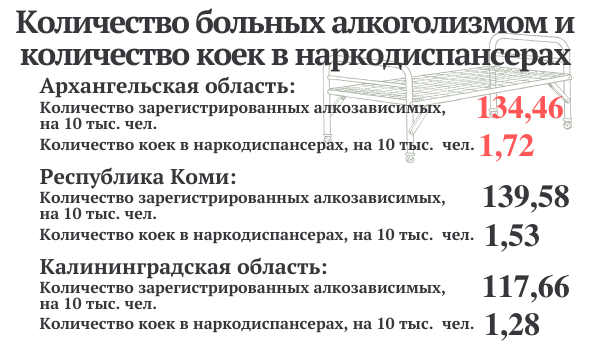 Количество больных алкоголизмом и
количество коек в наркодиспансерах
Архангельская область:
Количество зарегистрированных алкозависимых,
на 10 тыс. чел. 134,46
Количество коек в наркодиспансерах, на 10 тыс. чел. 1,72
Республика Коми:
Количество зарегистрированных алкозависимых,
на 10 тыс. чел. 139,58
Количество коек в наркодиспансерах, на 10 тыс. чел. 1,53
Калининградская область:
Количество зарегистрированных алкозависимых,
на 10 тыс. чел. 117,66
Количество коек в наркодиспансерах, на 10 тыс. чел. 1,28